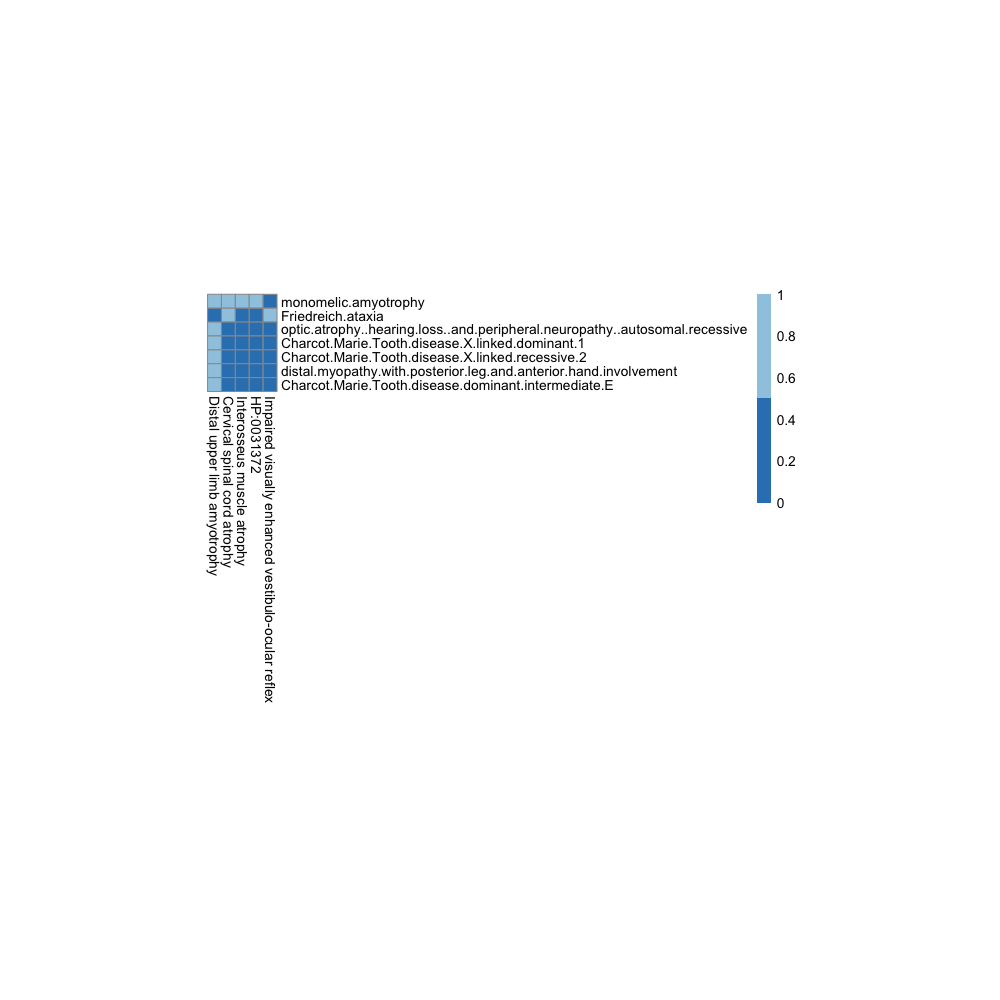 monomelic.amyotrophy
Friedreich.ataxia
optic.atrophy..hearing.loss..and.peripheral.neuropathy..autosomal.recessive
Charcot.Marie.Tooth.disease.X.linked.dominant.1
Charcot.Marie.Tooth.disease.X.linked.recessive.2
distal.myopathy.with.posterior.leg.and.anterior.hand.involvement
Charcot.Marie.Tooth.disease.dominant.intermediate.E
Distal upper limb amyotrophy
Cervical spinal cord atrophy
Interosseus muscle atrophy
HP:0031372
Impaired visually enhanced vestibulo-ocular reflex
1
0.8
0.6
0.4
0.2
0